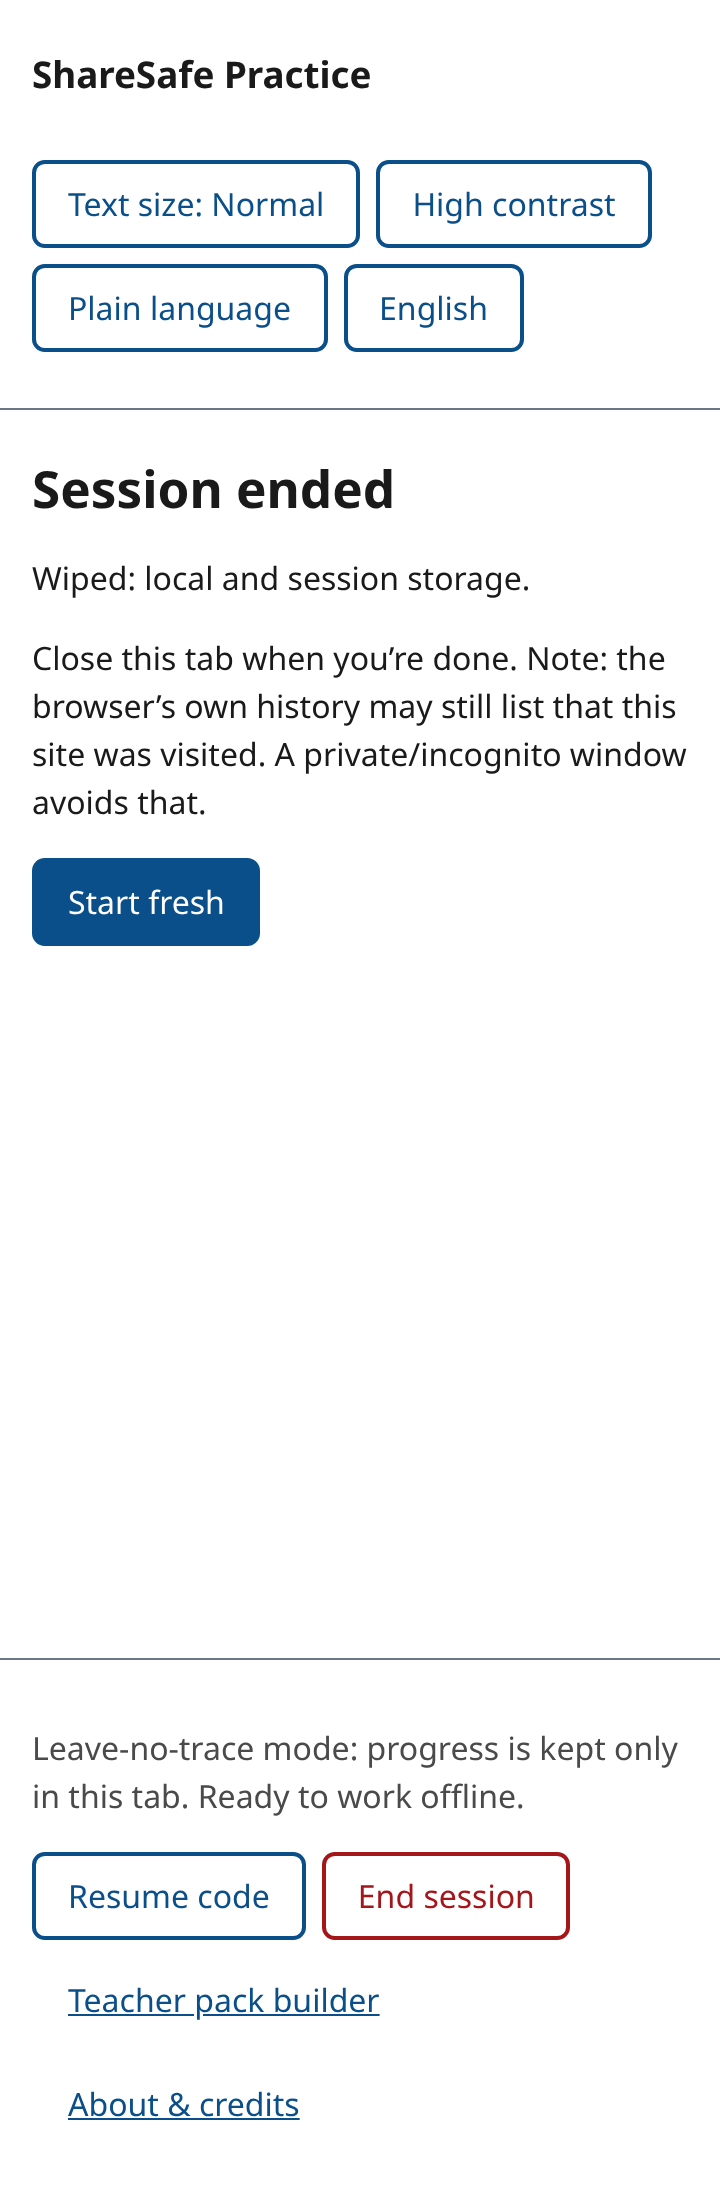 ShareSafe Practice
Text size: Normal
High contrast
Plain language
English
Session ended
Wiped: local and session storage.
Close this tab when you’re done. Note: the
browser’s own history may still list that this
site was visited. A private/incognito window
avoids that.
Start fresh
Leave-no-trace mode: progress is kept only
in this tab. Ready to work offline.
Resume code
End session
Teacher pack builder
About & credits